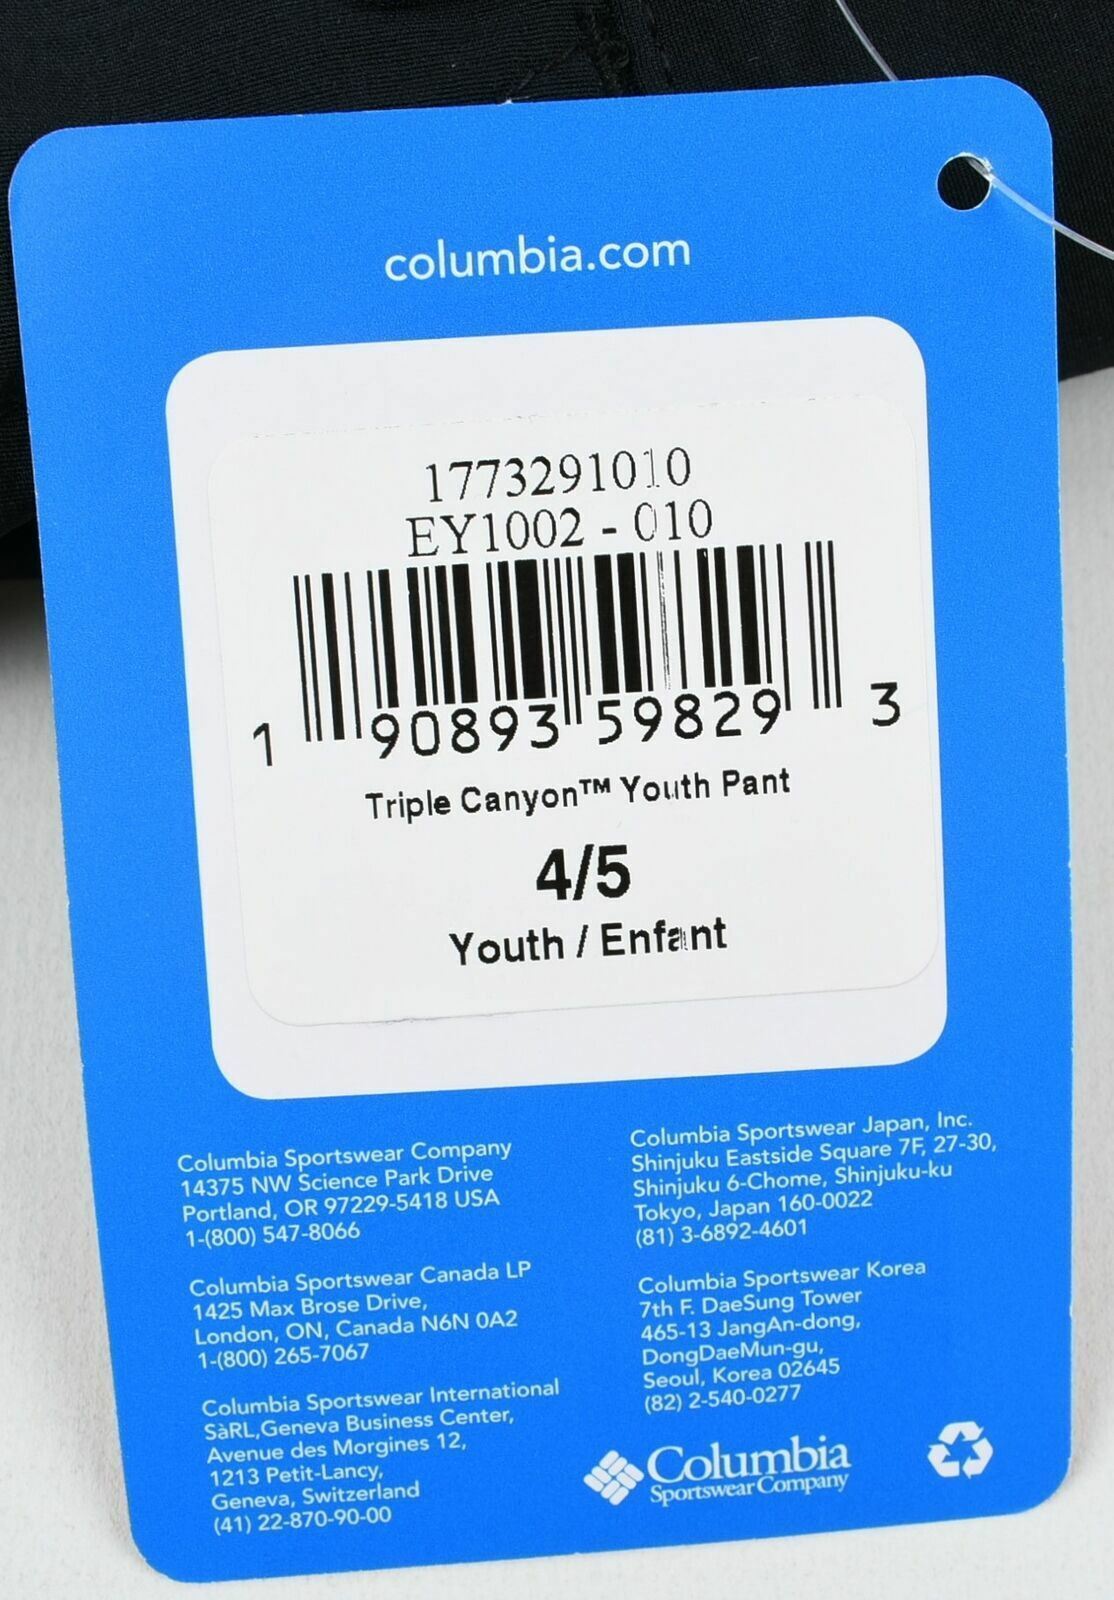 columbia.com
1773291010
EY1002 - 010
1 90893 59829 3
Triple Canyon™ Youth Pant
4/5
Youth / Enfant
Columbia Sportswear Company
14375 NW Science Park Drive
Portland, OR 97229-5418 USA
1-(800) 547-8066
Columbia Sportswear Canada LP
1425 Max Brose Drive,
London, ON, Canada N6N 0A2
1-(800) 265-7067
Columbia Sportswear International
SàRL,Geneva Business Center,
Avenue des Morgines 12,
1213 Petit-Lancy,
Geneva, Switzerland
(41) 22-870-90-00
Columbia Sportswear Japan, Inc.
Shinjuku Eastside Square 7F, 27-30,
Shinjuku 6-Chome, Shinjuku-ku
Tokyo, Japan 160-0022
(81) 3-6892-4601
Columbia Sportswear Korea
7th F. DaeSung Tower
465-13 JangAn-dong,
DongDaeMun-gu,
Seoul, Korea 02645
(82) 2-540-0277
Columbia
Sportswear Company